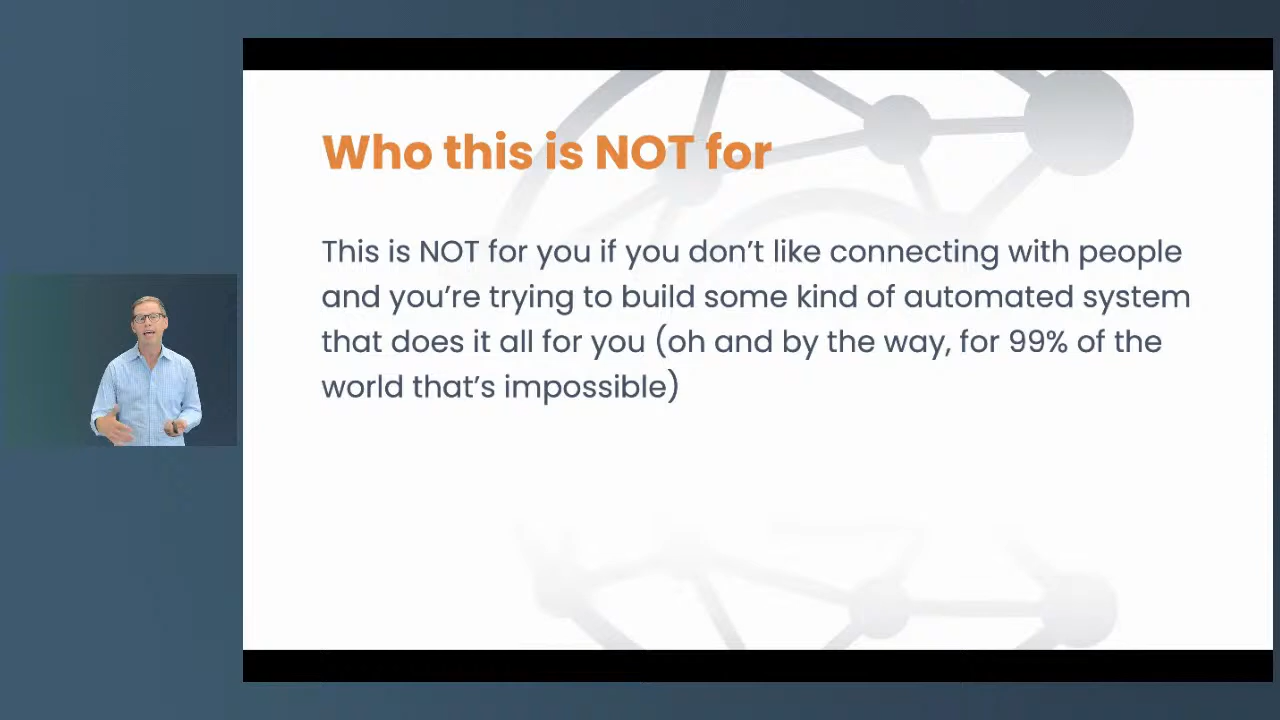 Who this is NOT for
This is NOT for you if you don’t like connecting with people
and you’re trying to build some kind of automated system
that does it all for you (oh and by the way, for 99% of the
world that’s impossible)